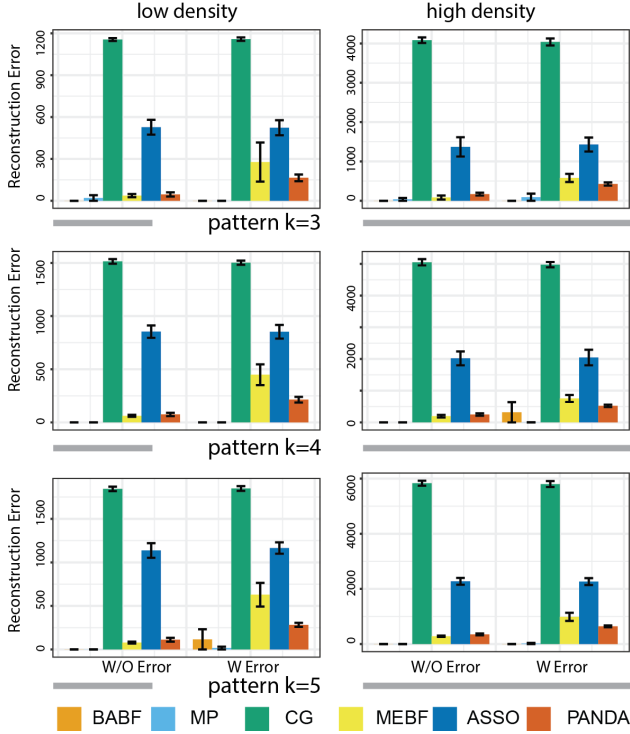 low density
high density
Reconstruction Error
1200
900
600
300
0
4000
3000
2000
1000
0
pattern k=3
Reconstruction Error
1500
1000
500
0
4000
2000
0
pattern k=4
Reconstruction Error
1500
1000
500
0
6000
4000
2000
0
W/O Error
W Error
W/O Error
W Error
pattern k=5
BABF
MP
CG
MEBF
ASSO
PANDA